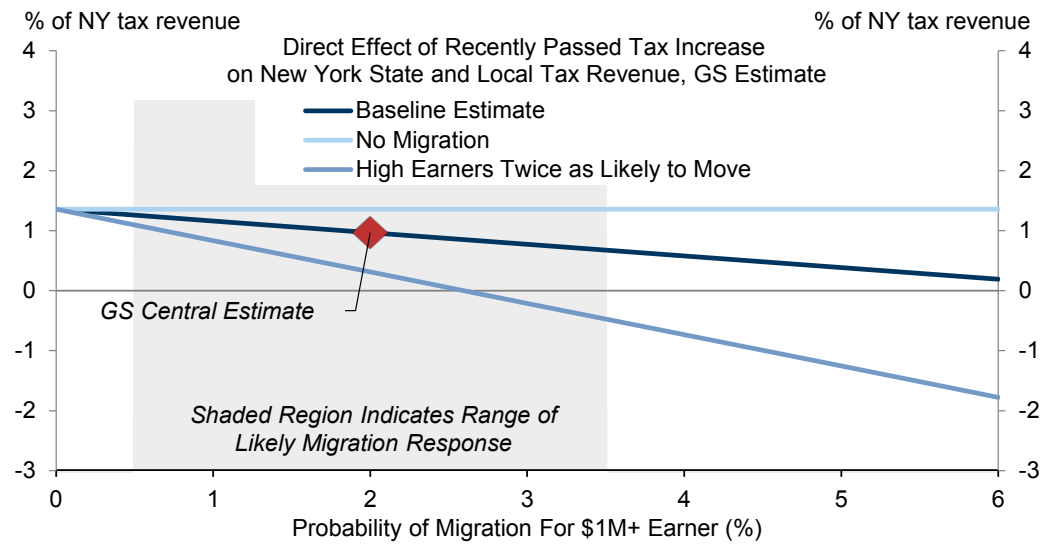 % of NY tax revenue
% of NY tax revenue
Direct Effect of Recently Passed Tax Increase
on New York State and Local Tax Revenue, GS Estimate
Baseline Estimate
No Migration
High Earners Twice as Likely to Move
4
3
2
1
0
-1
-2
-3
4
3
2
1
0
-1
-2
-3
GS Central Estimate
Shaded Region Indicates Range of
Likely Migration Response
0
1
2
3
4
5
6
Probability of Migration For $1M+ Earner (%)